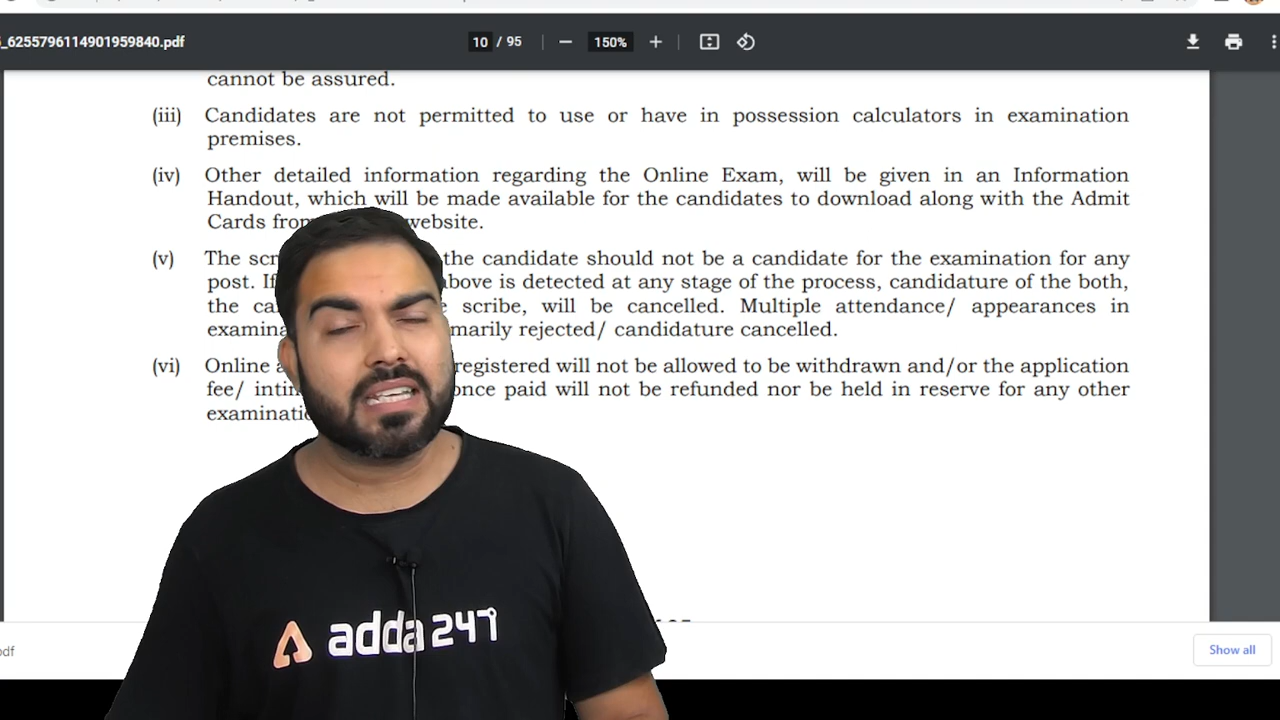 _6255796114901959840.pdf
10 / 95
150%
cannot be assured.
(iii) Candidates are not permitted to use or have in possession calculators in examination
premises.
(iv) Other detailed information regarding the Online Exam, will be given in an Information
Handout, which will be made available for the candidates to download along with the Admit
Cards website.
(v) The the candidate should not be a candidate for the examination for any
post. If is detected at any stage of the process, candidature of the both,
the scribe, will be cancelled. Multiple attendance/ appearances in
rejected/ candidature cancelled.
(vi) Online registered will not be allowed to be withdrawn and/or the application
fee/ once paid will not be refunded nor be held in reserve for any other
adda 247
pdf
Show all